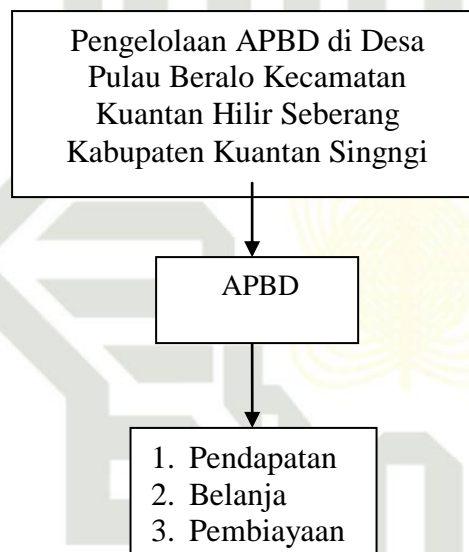 Pengelolaan APBD di Desa
Pulau Beralo Kecamatan
Kuantan Hilir Seberang
Kabupaten Kuantan Singngi
APBD
1. Pendapatan
2. Belanja
3. Pembiayaan